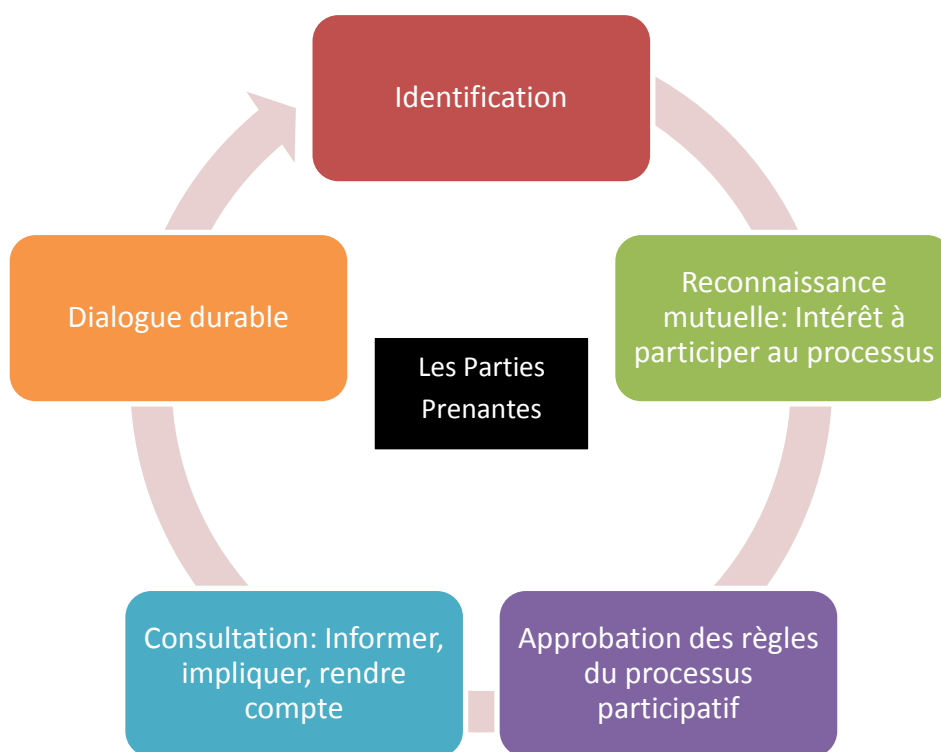 Identification
Reconnaissance
mutuelle: Intérêt à
participer au processus
Approbation des règles
du processus
participatif
Consultation: Informer,
impliquer, rendre
compte
Dialogue durable
Les Parties
Prenantes